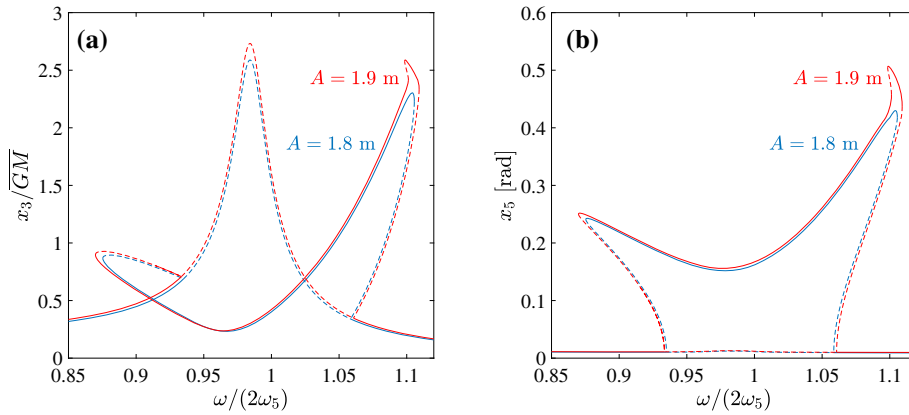 (a)
A = 1.9 m
A = 1.8 m
x₃/G̅M̅
3
2.5
2
1.5
1
0.5
0
0.85 0.9 0.95 1 1.05 1.1
ω/(2ω₅)
(b)
A = 1.9 m
A = 1.8 m
x₅ [rad]
0.6
0.5
0.4
0.3
0.2
0.1
0
0.85 0.9 0.95 1 1.05 1.1
ω/(2ω₅)